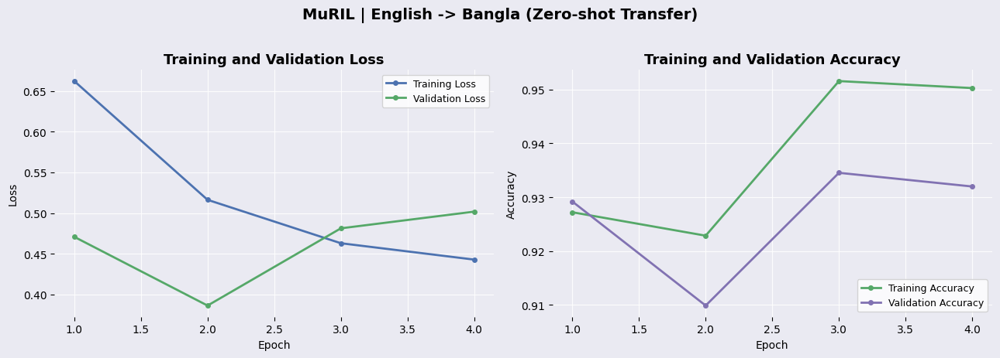 MuRIL | English -> Bangla (Zero-shot Transfer)
Training and Validation Loss
Training Loss
Validation Loss
0.65
0.60
0.55
0.50
0.45
0.40
Loss
1.0 1.5 2.0 2.5 3.0 3.5 4.0
Epoch
Training and Validation Accuracy
0.95
0.94
0.93
0.92
0.91
Accuracy
Training Accuracy
Validation Accuracy
1.0 1.5 2.0 2.5 3.0 3.5 4.0
Epoch